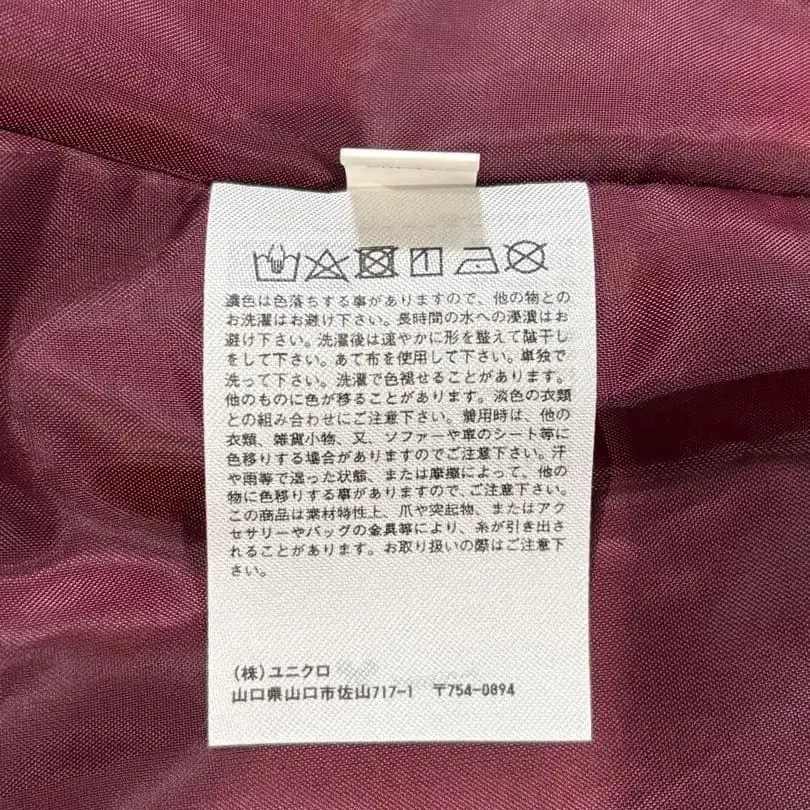 濃色は色落ちする事がありますので、他の物との
お洗濯はお避け下さい。長時間の水への浸漬はお
避け下さい。洗濯後は速やかに形を整えて陰干し
をして下さい。あて布を使用して下さい。単独で
洗って下さい。洗濯で色褪せることがあります。
他のものに色が移ることがあります。淡色の衣類
との組み合わせにご注意下さい。着用時は、他の
衣類、雑貨小物、又、ソファーや車のシート等に
色移りする場合がありますのでご注意下さい。汗
や雨等で湿った状態、または摩擦によって、他の
物に色移りする事がありますので、ご注意下さい。
この商品は素材特性上、爪や突起物、またはアク
セサリーやバッグの金具等により、糸が引き出さ
れることがあります。お取り扱いの際はご注意下
さい。
(株)ユニクロ
山口県山口市佐山717-1 〒754-0894